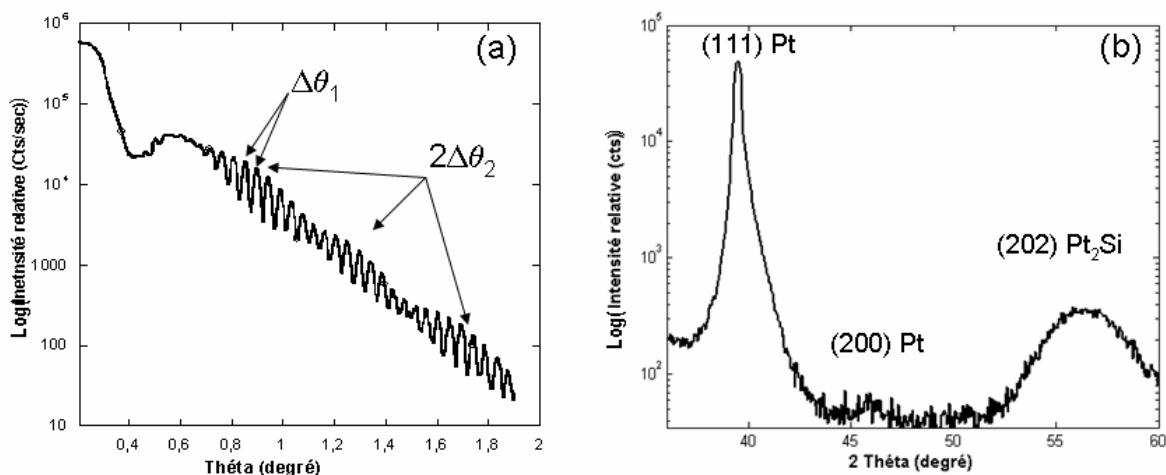 (a)
Log(Inetnsité relative (Cts/sec))
10⁶
10⁵
10⁴
1000
100
10
Δθ₁
2Δθ₂
0,4 0,6 0,8 1 1,2 1,4 1,6 1,8 2
Théta (degré)
(b)
Log(Intensité relative (cts)
10⁵
10⁴
10³
10²
(111) Pt
(200) Pt
(202) Pt₂Si
40 45 50 55 60
2 Théta (degré)